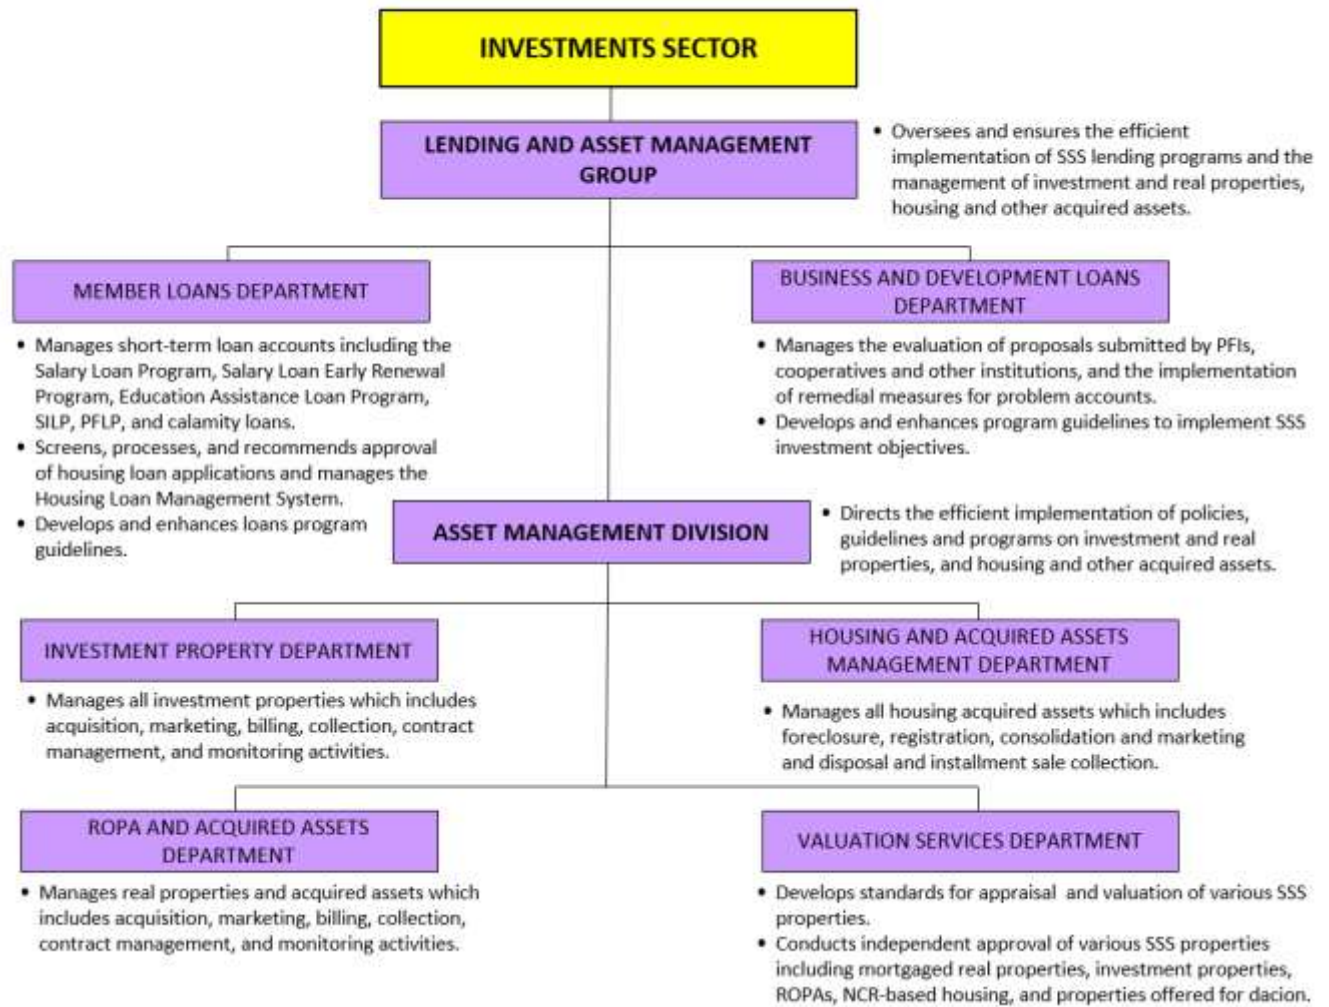 INVESTMENTS SECTOR
LENDING AND ASSET MANAGEMENT
GROUP
• Oversees and ensures the efficient
implementation of SSS lending programs and the
management of investment and real properties,
housing and other acquired assets.
MEMBER LOANS DEPARTMENT
• Manages short-term loan accounts including the
Salary Loan Program, Salary Loan Early Renewal
Program, Education Assistance Loan Program,
SILP, PFLP, and calamity loans.
• Screens, processes, and recommends approval
of housing loan applications and manages the
Housing Loan Management System.
• Develops and enhances loans program
guidelines.
BUSINESS AND DEVELOPMENT LOANS
DEPARTMENT
• Manages the evaluation of proposals submitted by PFIs,
cooperatives and other institutions, and the implementation
of remedial measures for problem accounts.
• Develops and enhances program guidelines to implement SSS
investment objectives.
ASSET MANAGEMENT DIVISION
• Directs the efficient implementation of policies,
guidelines and programs on investment and real
properties, and housing and other acquired assets.
INVESTMENT PROPERTY DEPARTMENT
• Manages all investment properties which includes
acquisition, marketing, billing, collection, contract
management, and monitoring activities.
HOUSING AND ACQUIRED ASSETS
MANAGEMENT DEPARTMENT
• Manages all housing acquired assets which includes
foreclosure, registration, consolidation and marketing
and disposal and installment sale collection.
ROPA AND ACQUIRED ASSETS
DEPARTMENT
• Manages real properties and acquired assets which
includes acquisition, marketing, billing, collection,
contract management, and monitoring activities.
VALUATION SERVICES DEPARTMENT
• Develops standards for appraisal and valuation of various SSS
properties.
• Conducts independent approval of various SSS properties
including mortgaged real properties, investment properties,
ROPAs, NCR-based housing, and properties offered for dacion.